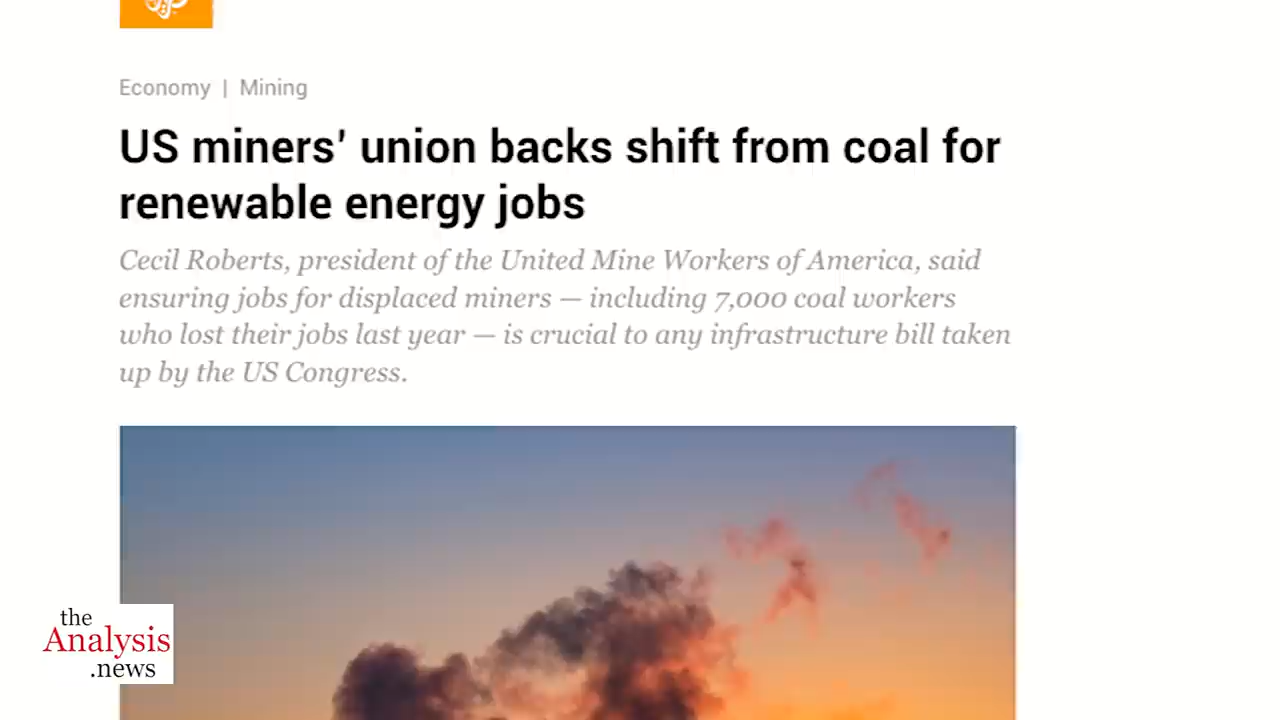 Economy | Mining
US miners' union backs shift from coal for
renewable energy jobs
Cecil Roberts, president of the United Mine Workers of America, said
ensuring jobs for displaced miners — including 7,000 coal workers
who lost their jobs last year — is crucial to any infrastructure bill taken
up by the US Congress.
the
Analysis
.news